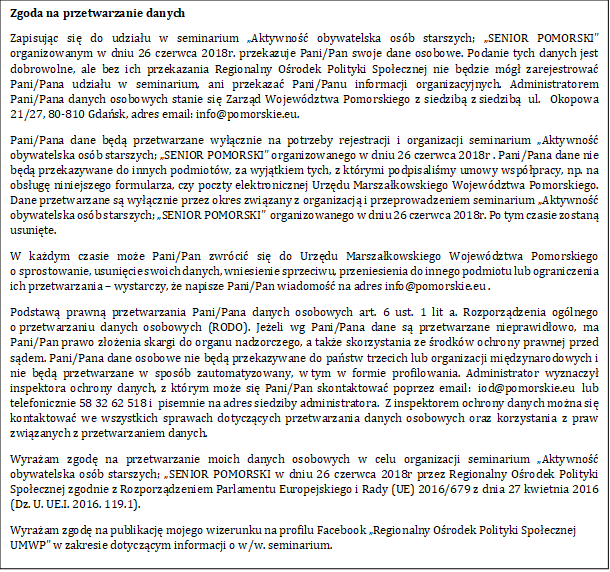 Zgoda na przetwarzanie danych
Zapisując się do udziału w seminarium „Aktywność obywatelska osób starszych; „SENIOR POMORSKI"
organizowanym w dniu 26 czerwca 2018r. przekazuje Pani/Pan swoje dane osobowe. Podanie tych danych jest
dobrowolne, ale bez ich przekazania Regionalny Ośrodek Polityki Społecznej nie będzie mógł zarejestrować
Pani/Pana udziału w seminarium, ani przekazać Pani/Panu informacji organizacyjnych. Administratorem
Pani/Pana danych osobowych stanie się Zarząd Województwa Pomorskiego z siedzibą z siedzibą ul. Okopowa
21/27, 80-810 Gdańsk, adres email: info@pomorskie.eu.
Pani/Pana dane będą przetwarzane wyłącznie na potrzeby rejestracji i organizacji seminarium „Aktywność
obywatelska osób starszych; „SENIOR POMORSKI" organizowanego w dniu 26 czerwca 2018r . Pani/Pana dane nie
będą przekazywane do innych podmiotów, za wyjątkiem tych, z którymi podpisaliśmy umowy współpracy, np. na
obsługę niniejszego formularza, czy poczty elektronicznej Urzędu Marszałkowskiego Województwa Pomorskiego.
Dane przetwarzane są wyłącznie przez okres związany z organizacją i przeprowadzeniem seminarium „Aktywność
obywatelska osób starszych; „SENIOR POMORSKI" organizowanego w dniu 26 czerwca 2018r. Po tym czasie zostaną
usunięte.
W każdym czasie może Pani/Pan zwrócić się do Urzędu Marszałkowskiego Województwa Pomorskiego
o sprostowanie, usunięcie swoich danych, wniesienie sprzeciwu, przeniesienia do innego podmiotu lub ograniczenia
ich przetwarzania – wystarczy, że napisze Pani/Pan wiadomość na adres info@pomorskie.eu .
Podstawą prawną przetwarzania Pani/Pana danych osobowych art. 6 ust. 1 lit a. Rozporządzenia ogólnego
o przetwarzaniu danych osobowych (RODO). Jeżeli wg Pani/Pana dane są przetwarzane nieprawidłowo, ma
Pani/Pan prawo złożenia skargi do organu nadzorczego, a także skorzystania ze środków ochrony prawnej przed
sądem. Pani/Pana dane osobowe nie będą przekazywane do państw trzecich lub organizacji międzynarodowych i
nie będą przetwarzane w sposób zautomatyzowany, w tym w formie profilowania. Administrator wyznaczył
inspektora ochrony danych, z którym może się Pani/Pan skontaktować poprzez email: iod@pomorskie.eu lub
telefonicznie 58 32 62 518 i pisemnie na adres siedziby administratora. Z inspektorem ochrony danych można się
kontaktować we wszystkich sprawach dotyczących przetwarzania danych osobowych oraz korzystania z praw
związanych z przetwarzaniem danych.
Wyrażam zgodę na przetwarzanie moich danych osobowych w celu organizacji seminarium „Aktywność
obywatelska osób starszych; „SENIOR POMORSKI w dniu 26 czerwca 2018r przez Regionalny Ośrodek Polityki
Społecznej zgodnie z Rozporządzeniem Parlamentu Europejskiego i Rady (UE) 2016/679 z dnia 27 kwietnia 2016
(Dz. U. UE.I. 2016. 119.1).
Wyrażam zgodę na publikację mojego wizerunku na profilu Facebook „Regionalny Ośrodek Polityki Społecznej
UMWP" w zakresie dotyczącym informacji o w/w. seminarium.